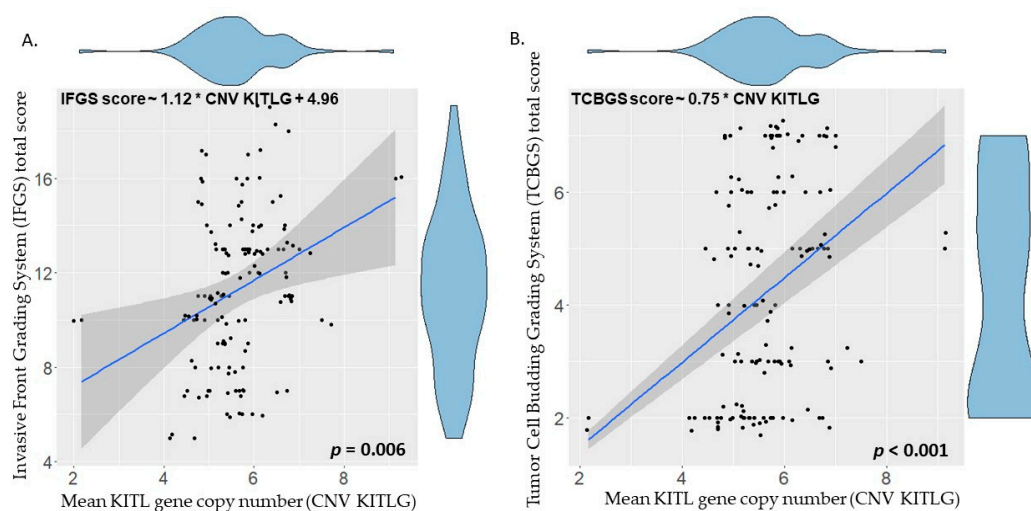 A.
IFGS score ~ 1.12 * CNV K[TLG + 4.96
Invasive Front Grading System (IFGS) total score
16
12
8
4
p = 0.006
2
4
6
8
Mean KITL gene copy number (CNV KITLG)
B.
TCBGS score ~ 0.75 * CNV KITLG
Tumor Cell Budding Grading System (TCBGS) total score
6
4
2
p < 0.001
2
4
6
8
Mean KITL gene copy number (CNV KITLG)